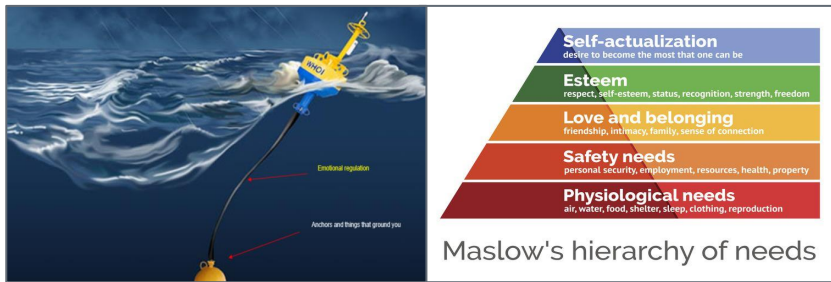 WHOI
Emotional regulation
Anchors and things that ground you
Self-actualization
desire to become the most that one can be
Esteem
respect, self-esteem, status, recognition, strength, freedom
Love and belonging
friendship, intimacy, family, sense of connection
Safety needs
personal security, employment, resources, health, property
Physiological needs
air, water, food, shelter, sleep, clothing, reproduction
Maslow's hierarchy of needs